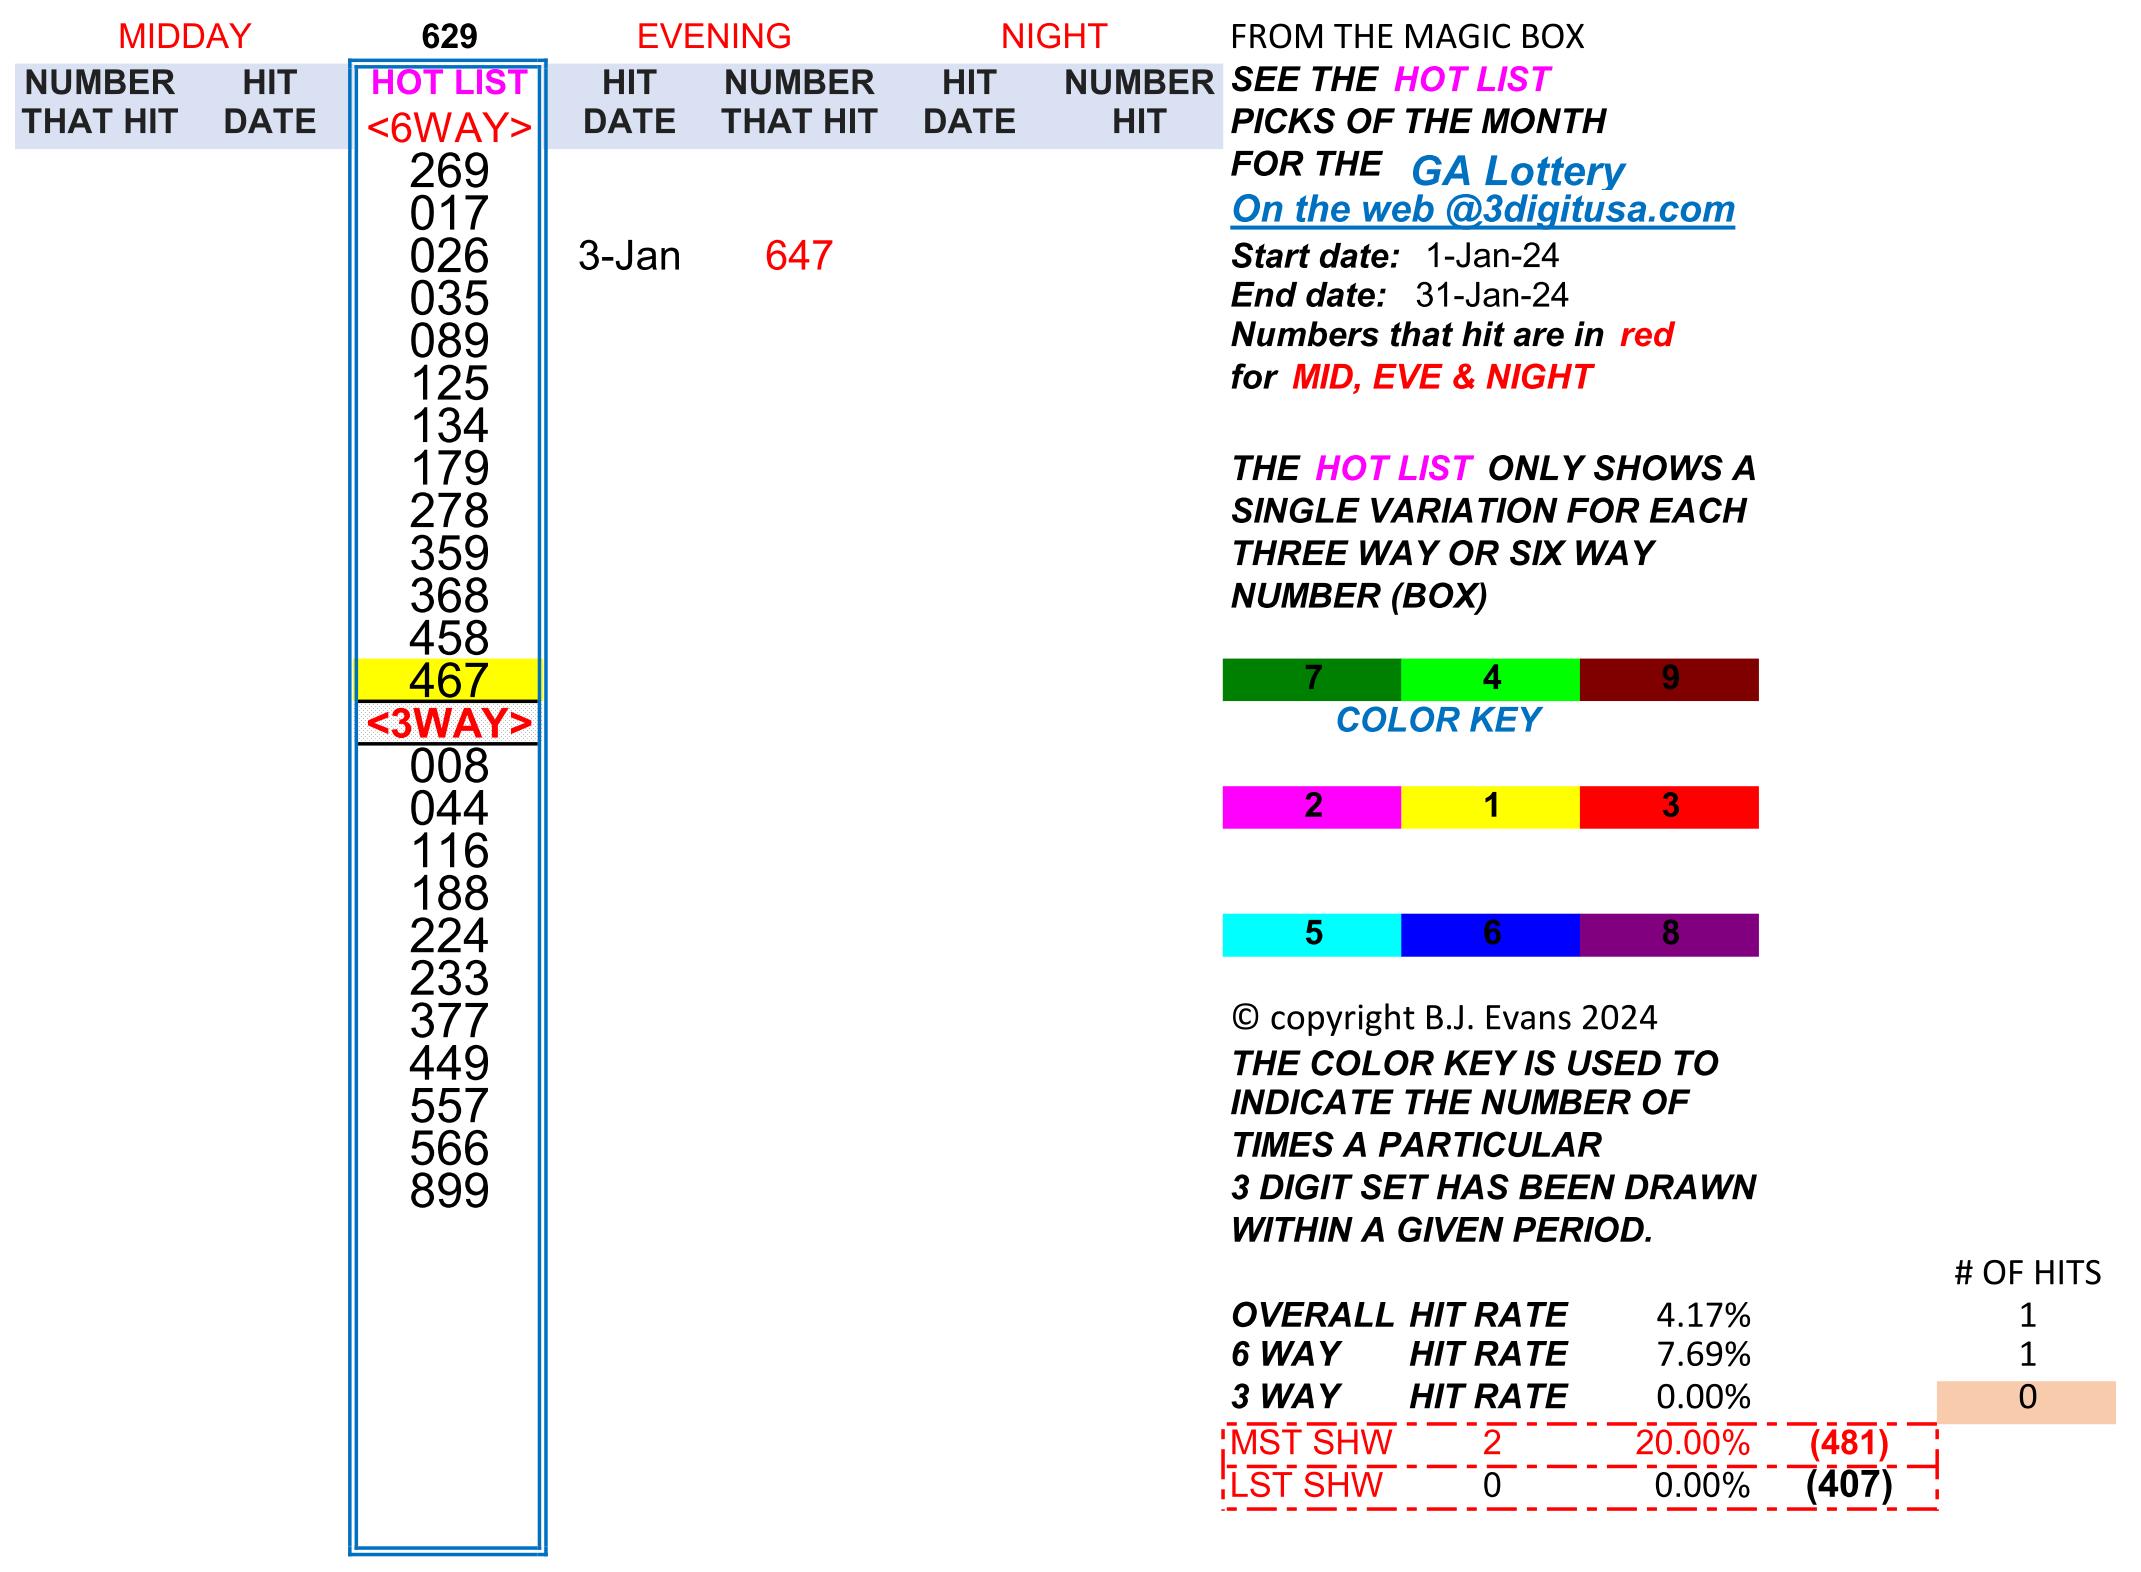 MIDDAY 629 EVENING NIGHT FROM THE MAGIC BOX
NUMBER HIT HOT LIST HIT NUMBER HIT NUMBER SEE THE HOT LIST
THAT HIT DATE <6WAY> DATE THAT HIT DATE HIT PICKS OF THE MONTH
269 FOR THE GA Lottery
017 On the web @3digitusa.com
026 3-Jan 647 Start date: 1-Jan-24
035 End date: 31-Jan-24
089 Numbers that hit are in red
125 for MID, EVE & NIGHT
134
179 THE HOT LIST ONLY SHOWS A
278 SINGLE VARIATION FOR EACH
359 THREE WAY OR SIX WAY
368 NUMBER (BOX)
458
467 7 4 9
<3WAY> COLOR KEY
008
044 2 1 3
116
188
224 5 6 8
233
377 © copyright B.J. Evans 2024
449 THE COLOR KEY IS USED TO
557 INDICATE THE NUMBER OF
566 TIMES A PARTICULAR
899 3 DIGIT SET HAS BEEN DRAWN
WITHIN A GIVEN PERIOD.
# OF HITS
OVERALL HIT RATE 4.17% 1
6 WAY HIT RATE 7.69% 1
3 WAY HIT RATE 0.00% 0
MST SHW 2 20.00% (481)
LST SHW 0 0.00% (407)